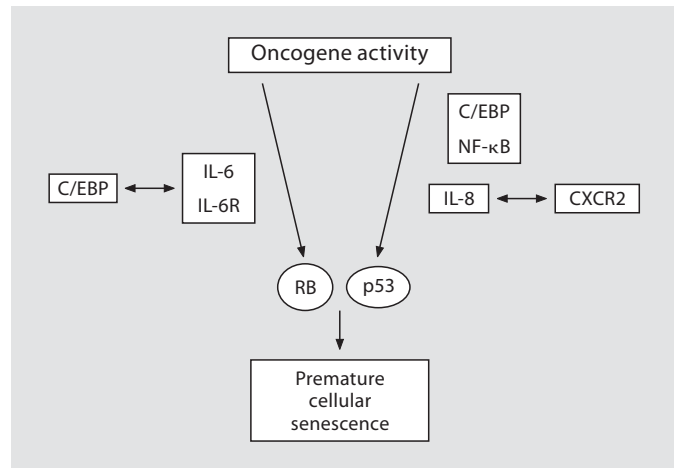 Oncogene activity
C/EBP
NF-κB
IL-6
IL-6R
C/EBP
IL-8
CXCR2
RB
p53
Premature
cellular
senescence